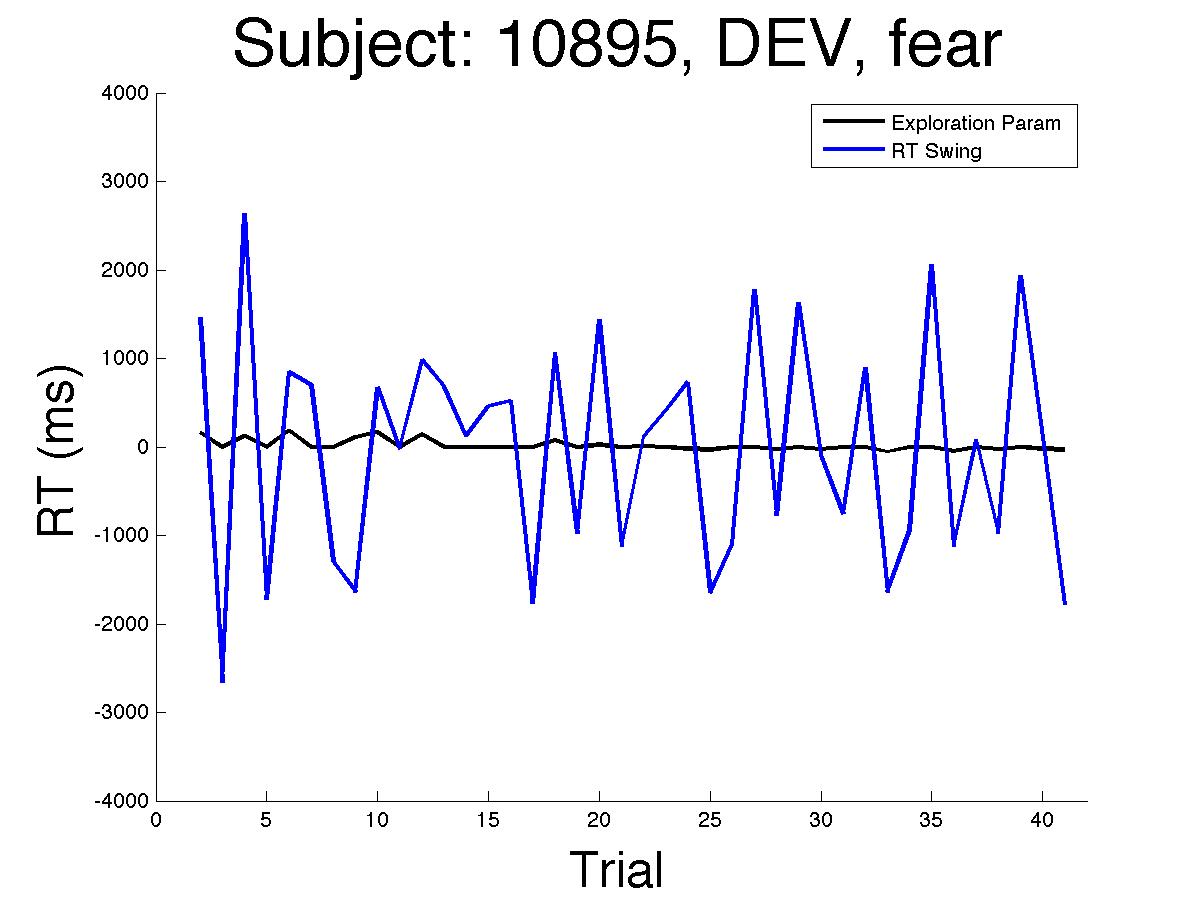 Subject: 10895, DEV, fear
4000
3000
2000
1000
0
-1000
-2000
-3000
-4000
RT (ms)
Exploration Param
RT Swing
0 5 10 15 20 25 30 35 40
Trial